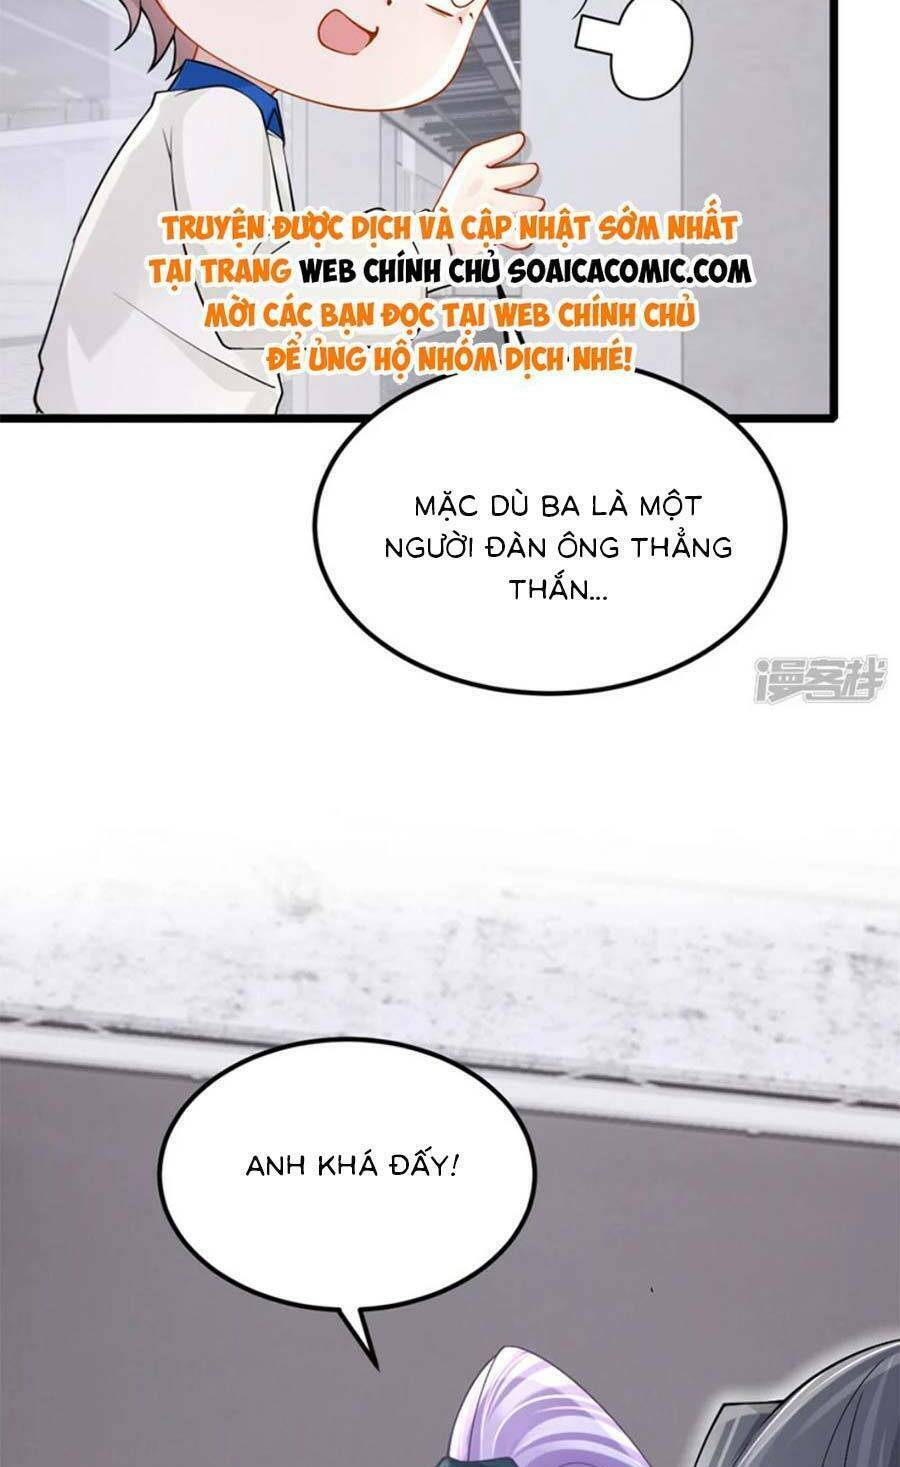 TRUYỆN ĐƯỢC DỊCH VÀ CẬP NHẬT SỚM NHẤT
TẠI TRANG WEB CHÍNH CHỦ SOAICACOMIC.COM
MỜI CÁC BẠN ĐỌC TẠI WEB CHÍNH CHỦ
ĐỂ ỦNG HỘ NHÓM DỊCH NHÉ!
MẶC DÙ BA LÀ MỘT
NGƯỜI ĐÀN ÔNG THẲNG
THẮN...
漫客栈
ANH KHÁ ĐẤY!